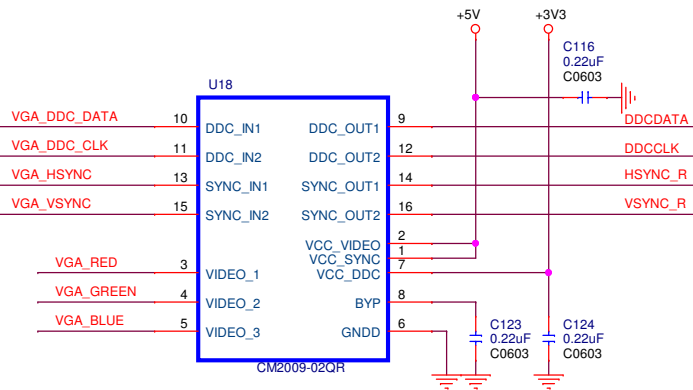 +5V +3V3
C116
0.22uF
C0603
U18
VGA_DDC_DATA 10 DDC_IN1 DDC_OUT1 9 DDCDATA
VGA_DDC_CLK 11 DDC_IN2 DDC_OUT2 12 DDCCLK
VGA_HSYNC 13 SYNC_IN1 SYNC_OUT1 14 HSYNC_R
VGA_VSYNC 15 SYNC_IN2 SYNC_OUT2 16 VSYNC_R
VCC_VIDEO 2
VCC_SYNC 1
VGA_RED 3 VIDEO_1 VCC_DDC 7
VGA_GREEN 4 VIDEO_2 BYP 8
VGA_BLUE 5 VIDEO_3 GNDD 6
C123 C124
0.22uF 0.22uF
C0603 C0603
CM2009-02QR